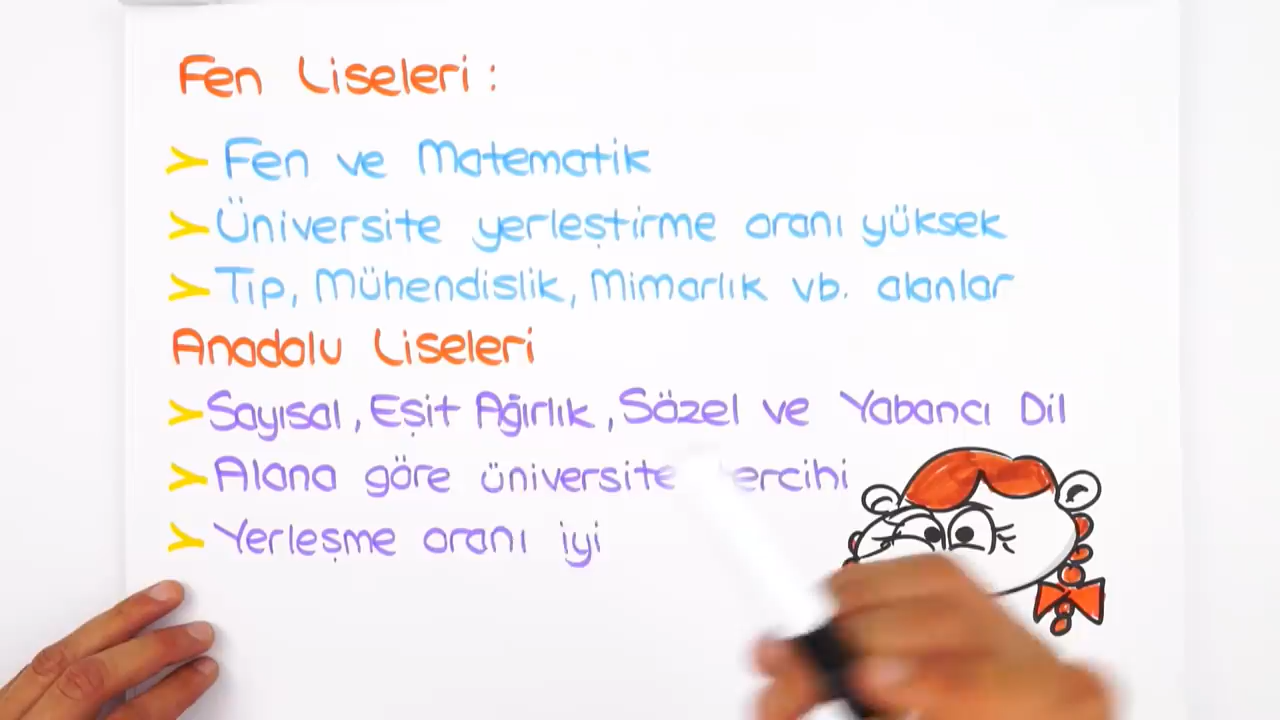 Fen Liseleri:
Fen ve Matematik
Üniversite yerleştirme oranı yüksek
Tıp, Mühendislik, Mimarlık vb. alanlar
Anadolu Liseleri
Sayısal, Eşit Ağırlık, Sözel ve Yabancı Dil
Alana göre üniversite
Yerleşme oranı iyi